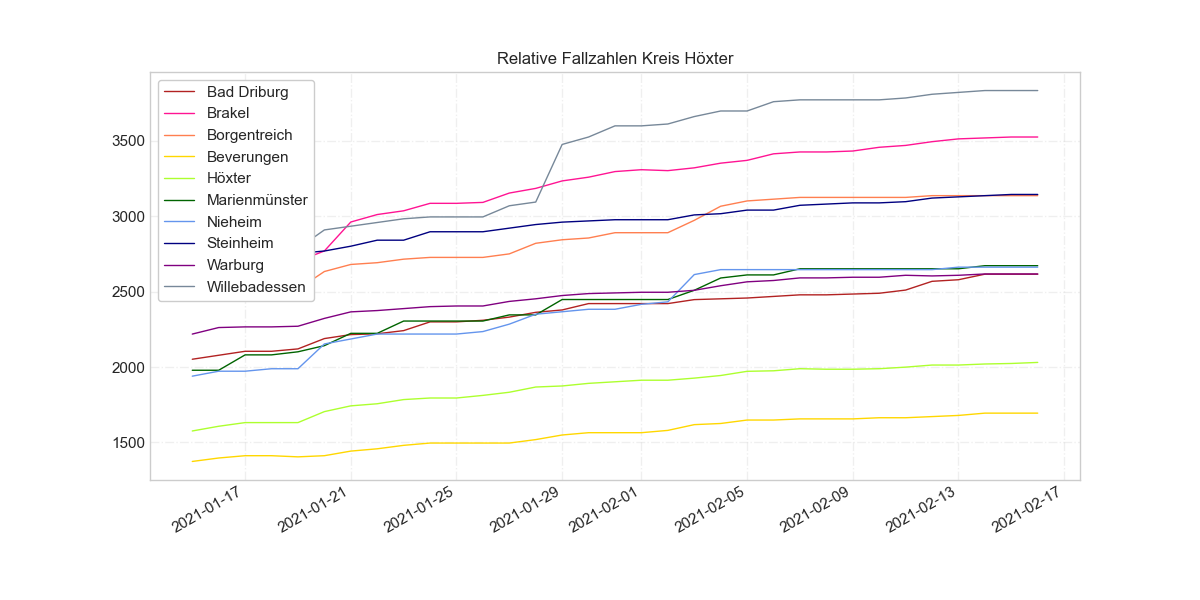 Relative Fallzahlen Kreis Höxter
Bad Driburg
Brakel
Borgentreich
Beverungen
Höxter
Marienmünster
Nieheim
Steinheim
Warburg
Willebadessen
3500
3000
2500
2000
1500
2021-01-17
2021-01-21
2021-01-25
2021-01-29
2021-02-01
2021-02-05
2021-02-09
2021-02-13
2021-02-17